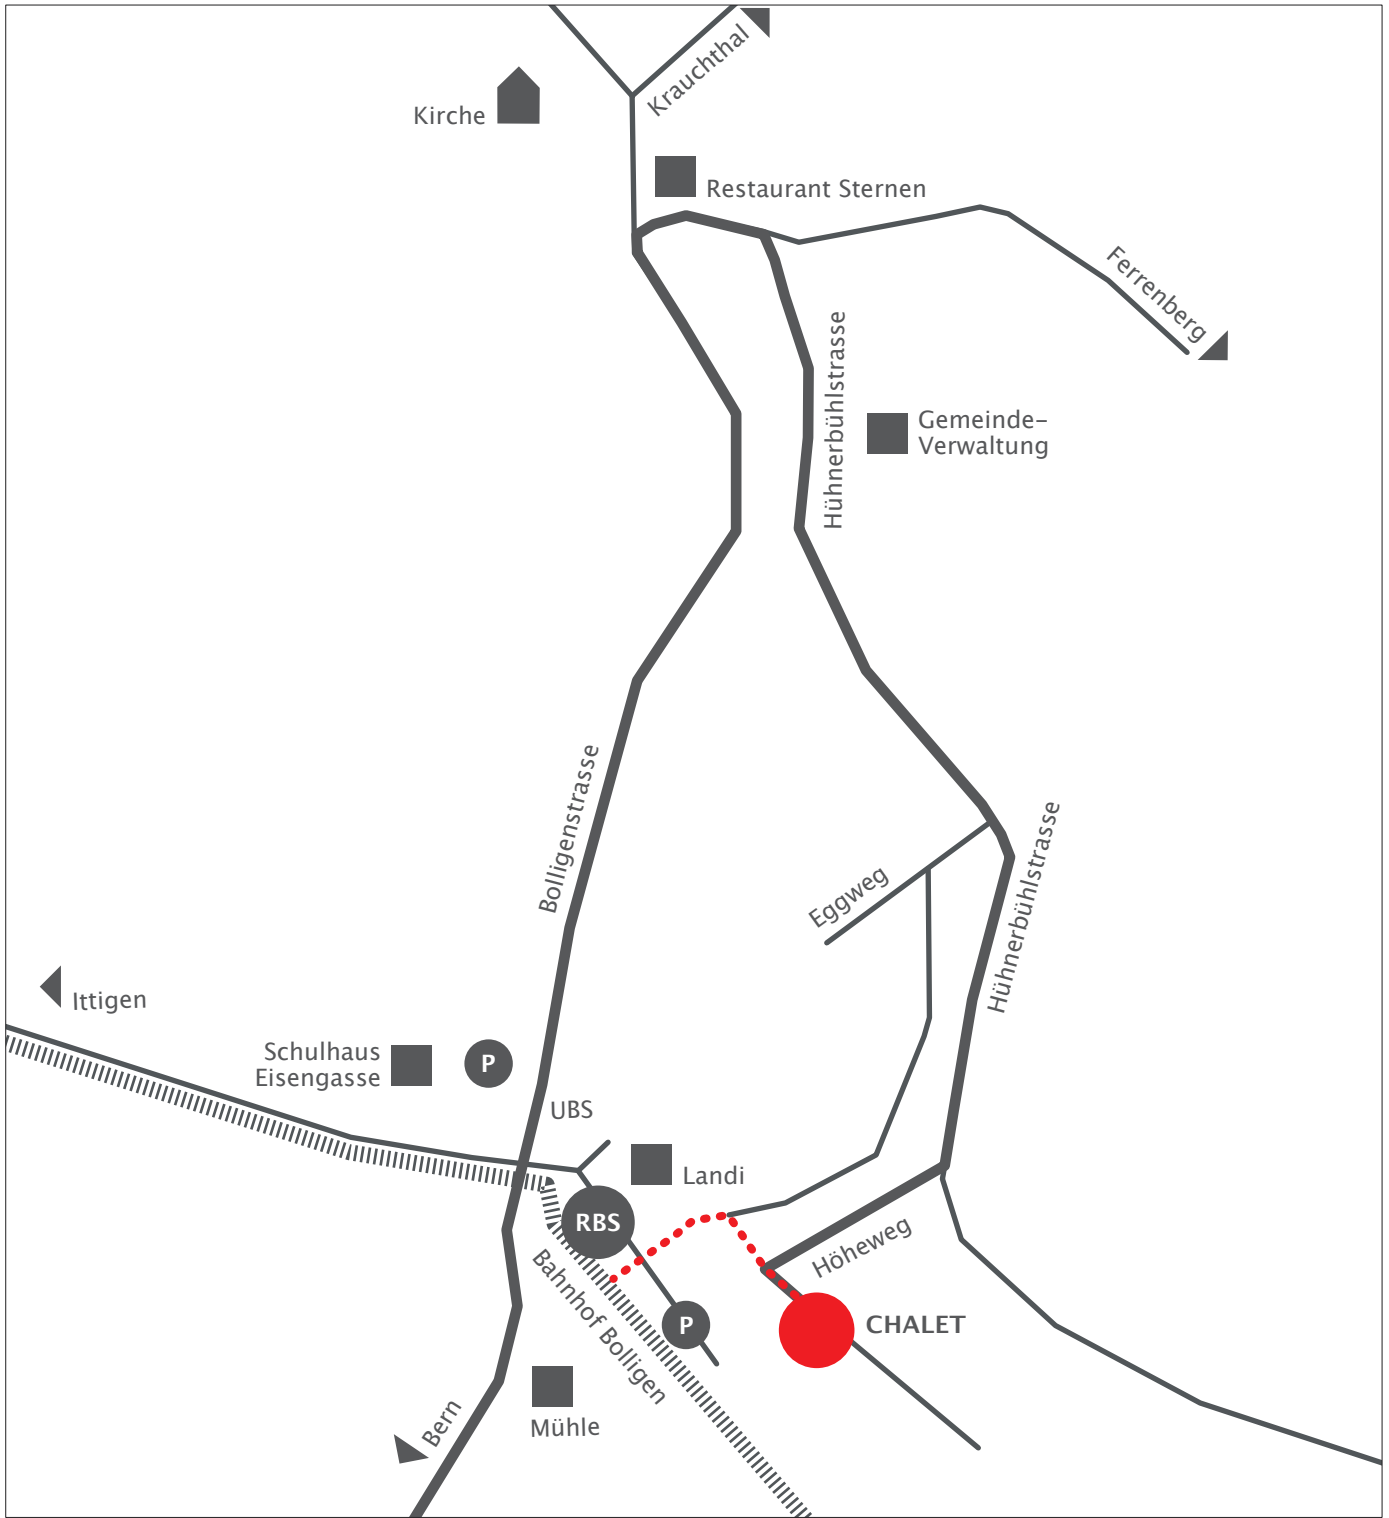 Krauchthal
Kirche
Restaurant Sternen
Ferrenberg
Hühnerbühlstrasse
Gemeinde-
Verwaltung
Bolligenstrasse
Hühnerbühlstrasse
Eggweg
Ittigen
Schulhaus
Eisengasse
P
UBS
Landi
RBS
Höheweg
Bahnhof Bolligen
P
CHALET
Mühle
Bern